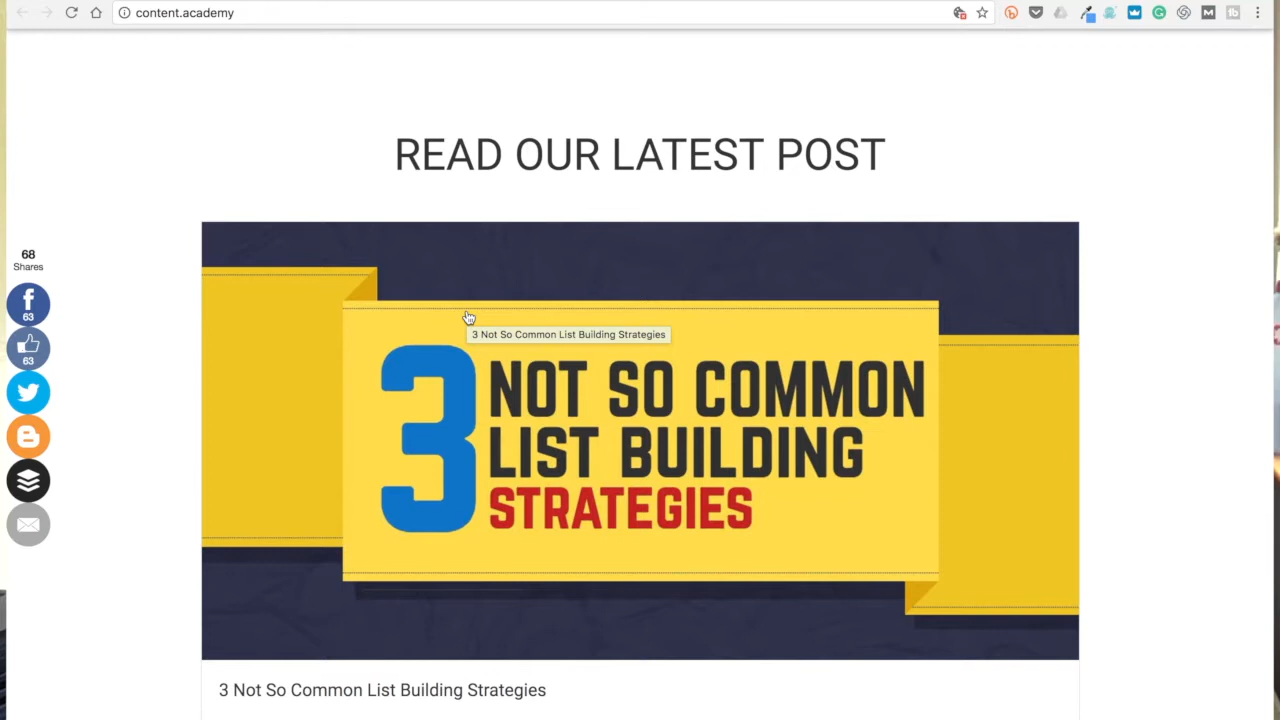 content.academy
READ OUR LATEST POST
68
Shares
63
63
3 Not So Common List Building Strategies
3 NOT SO COMMON
LIST BUILDING
STRATEGIES
3 Not So Common List Building Strategies